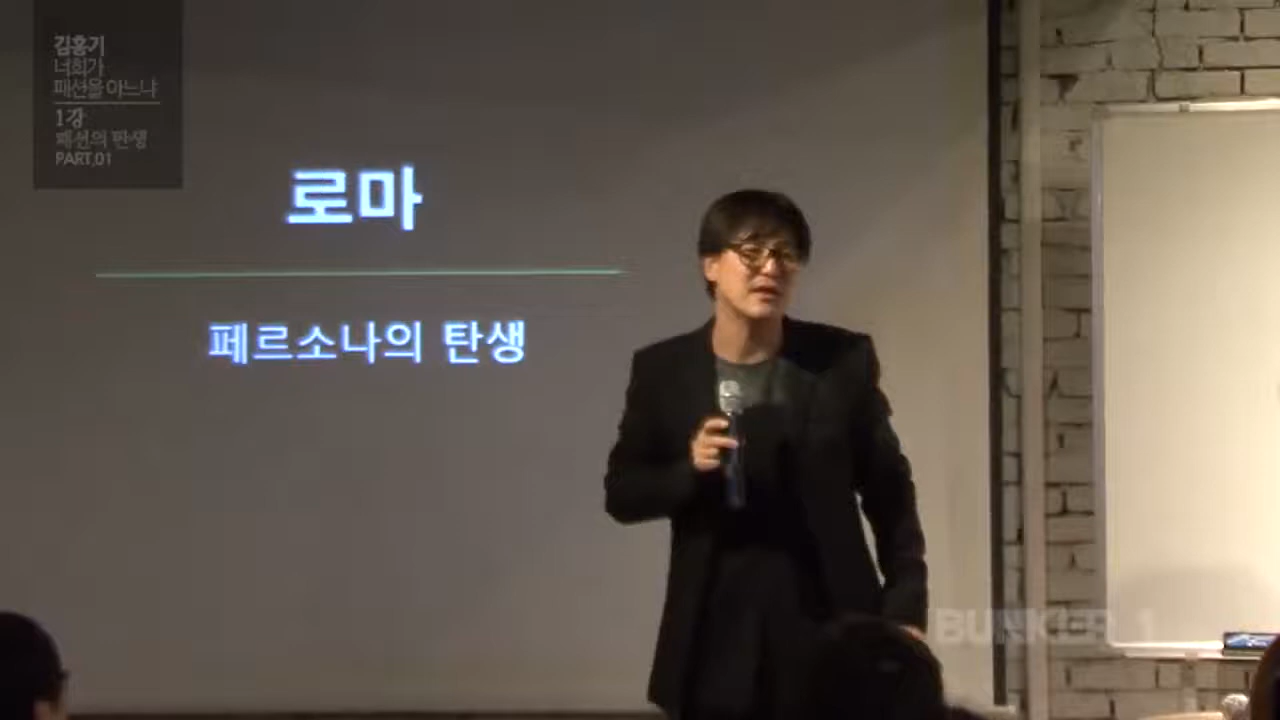 김홍기
너희가
패션을 아느냐
1강
패션의 탄생
PART.01
로마
페르소나의 탄생
BUNKER 1